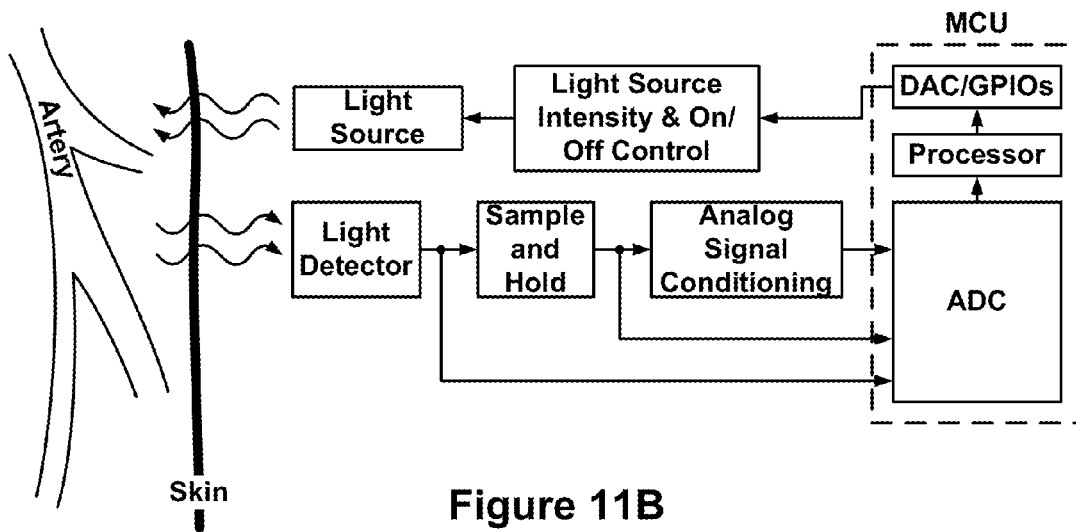 MCU
Artery
Light
Source
Light Source
Intensity & On/
Off Control
DAC/GPIOs
Processor
Light
Detector
Sample
and
Hold
Analog
Signal
Conditioning
ADC
Skin
Figure 11B